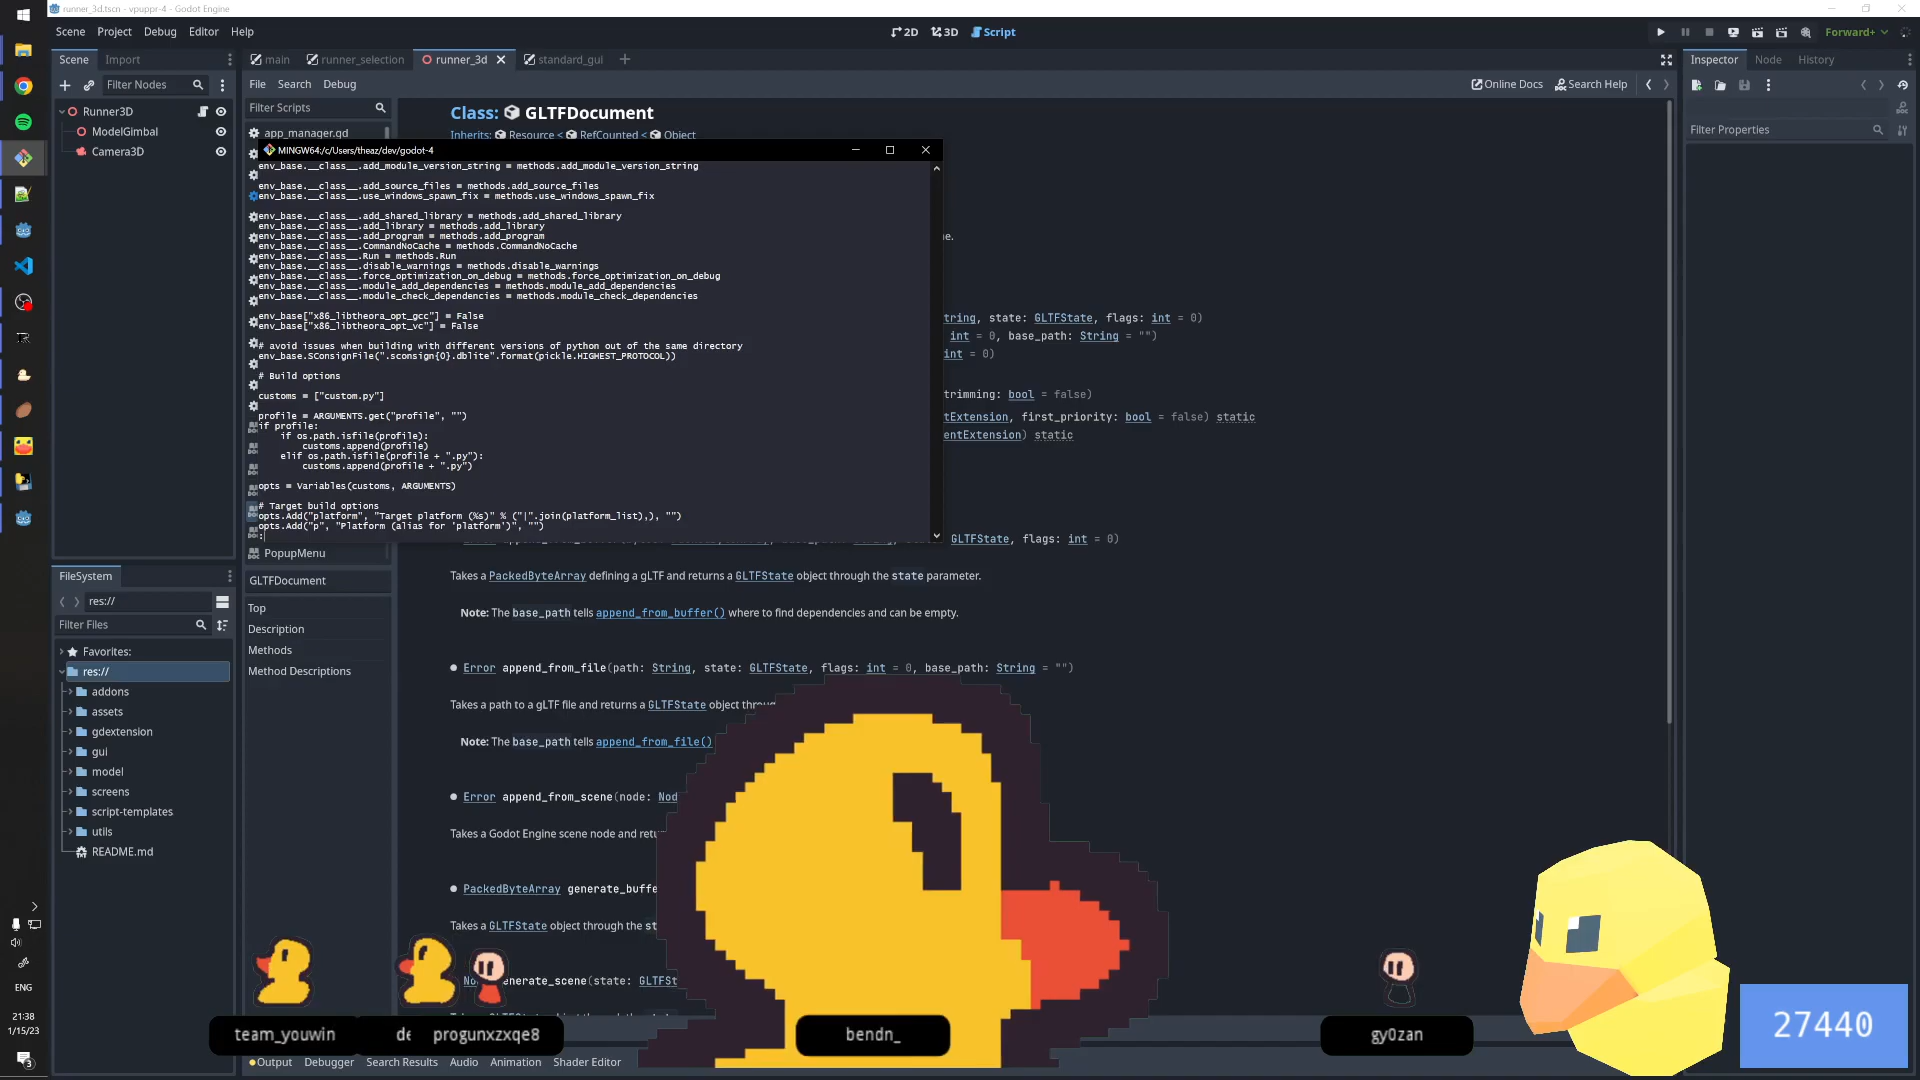 runner_3d.tscn - vpuppr-4 - Godot Engine
Scene Project Debug Editor Help
2D 3D Script
Forward+
Scene Import
main runner_selection runner_3d standard_gui
Inspector Node History
Filter Nodes
File Search Debug
Online Docs Search Help
Filter Scripts
Runner3D
ModelGimbal
Camera3D
app_manager.gd
Class: GLTFDocument
Inherits: Resource < RefCounted < Object
Filter Properties
MINGW64:/c/Users/theaz/dev/godot-4
env_base.__class__.add_module_version_string = methods.add_module_version_string
env_base.__class__.add_source_files = methods.add_source_files
env_base.__class__.use_windows_spawn_fix = methods.use_windows_spawn_fix
env_base.__class__.add_shared_library = methods.add_shared_library
env_base.__class__.add_library = methods.add_library
env_base.__class__.add_program = methods.add_program
env_base.__class__.CommandNoCache = methods.CommandNoCache
env_base.__class__.Run = methods.Run
env_base.__class__.disable_warnings = methods.disable_warnings
env_base.__class__.force_optimization_on_debug = methods.force_optimization_on_debug
env_base.__class__.module_add_dependencies = methods.module_add_dependencies
env_base.__class__.module_check_dependencies = methods.module_check_dependencies
env_base["x86_libtheora_opt_gcc"] = False
env_base["x86_libtheora_opt_vc"] = False
# avoid issues when building with different versions of python out of the same directory
env_base.SConsignFile(".sconsign{0}.dblite".format(pickle.HIGHEST_PROTOCOL))
# Build options
customs = ["custom.py"]
profile = ARGUMENTS.get("profile", "")
if profile:
if os.path.isfile(profile):
customs.append(profile)
elif os.path.isfile(profile + ".py"):
customs.append(profile + ".py")
opts = Variables(customs, ARGUMENTS)
# Target build options
opts.Add("platform", "Target platform (%s)" % ("|".join(platform_list),), "")
opts.Add("p", "Platform (alias for 'platform')", "")
:
e.
tring, state: GLTFState, flags: int = 0)
int = 0, base_path: String = "")
int = 0)
trimming: bool = false)
tExtension, first_priority: bool = false) static
entExtension) static
GLTFState, flags: int = 0)
PopupMenu
GLTFDocument
Top
Description
Methods
Method Descriptions
Takes a PackedByteArray defining a gLTF and returns a GLTFState object through the state parameter.
Note: The base_path tells append_from_buffer() where to find dependencies and can be empty.
Error append_from_file(path: String, state: GLTFState, flags: int = 0, base_path: String = "")
Takes a path to a gLTF file and returns a GLTFState object
Note: The base_path tells append_from_file()
Error append_from_scene(node: Nod
Takes a Godot Engine scene node and retu
PackedByteArray generate_buffe
Takes a GLTFState object through the st
enerate_scene(state: GLTFSt
FileSystem
res://
Filter Files
Favorites:
res://
addons
assets
gdextension
gui
model
screens
script-templates
utils
README.md
ENG
21:38
1/15/23
3
team_youwin
de
progunxzxqe8
bendn_
gy0zan
27440
Output Debugger Search Results Audio Animation Shader Editor